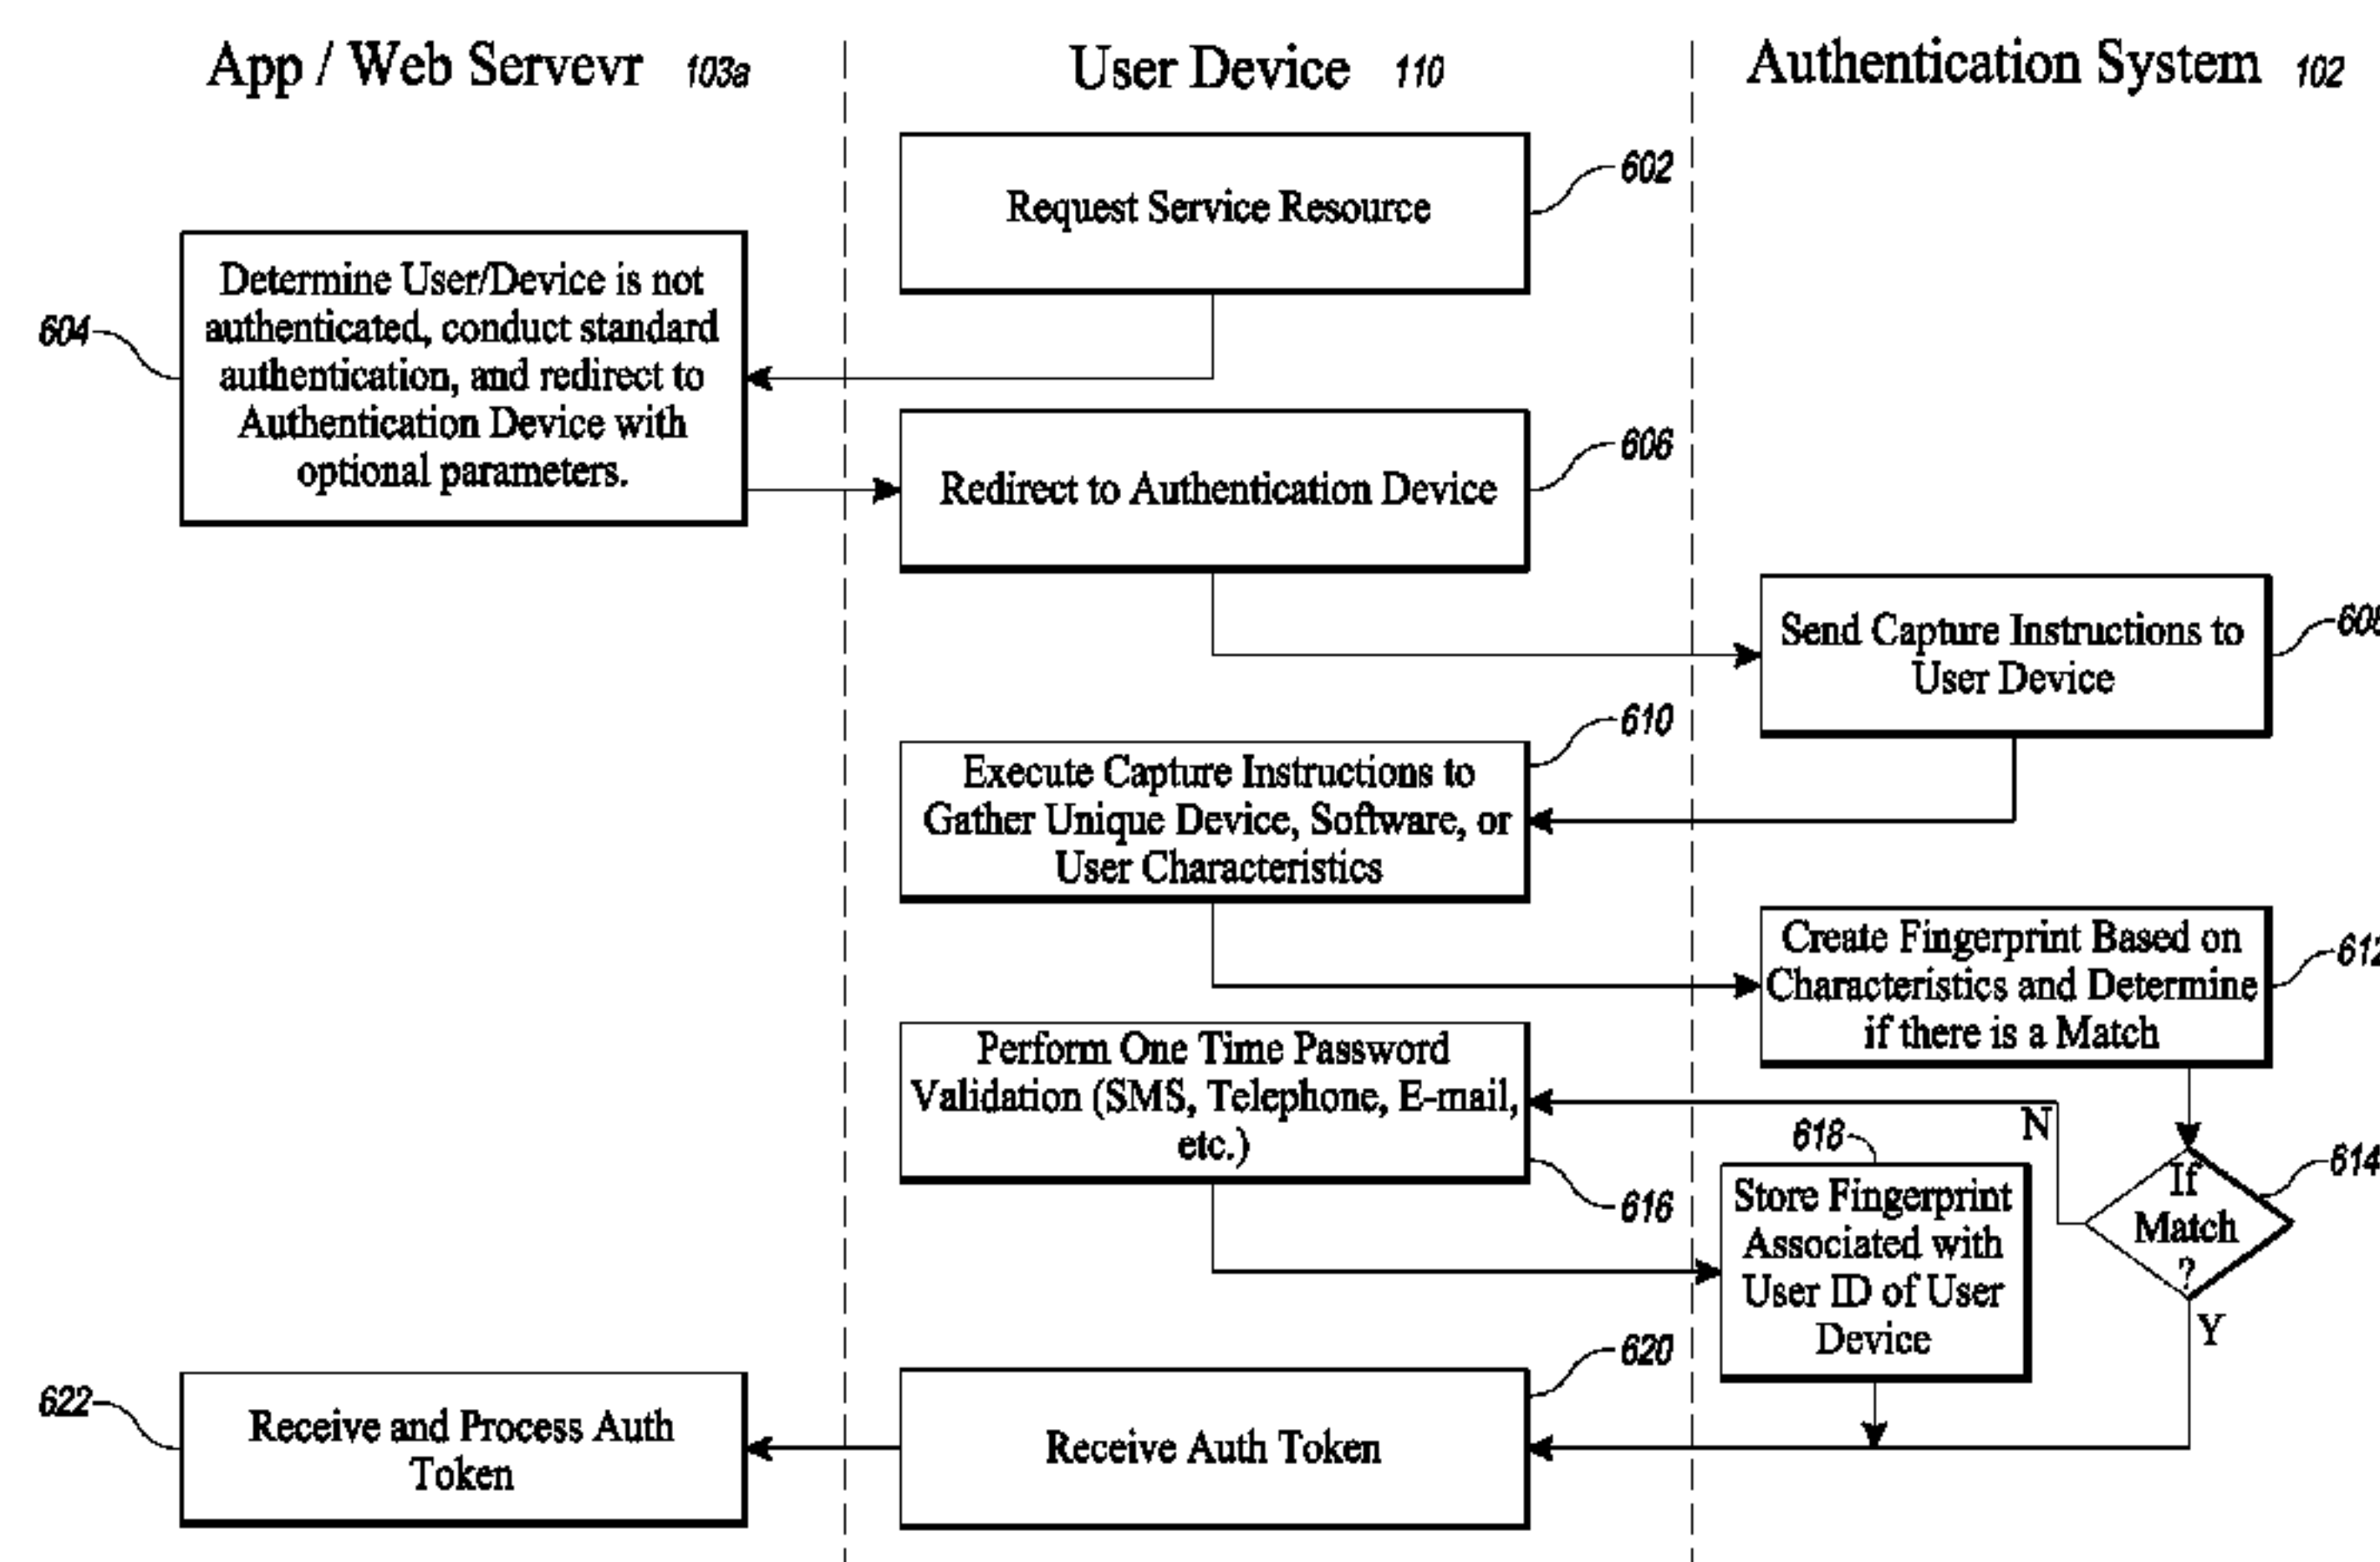 App / Web Servevr 103a
User Device 110
Authentication System 102
Request Service Resource
602
Determine User/Device is not
authenticated, conduct standard
authentication, and redirect to
Authentication Device with
optional parameters.
604
Redirect to Authentication Device
606
Send Capture Instructions to
User Device
608
Execute Capture Instructions to
Gather Unique Device, Software, or
User Characteristics
610
Create Fingerprint Based on
Characteristics and Determine
if there is a Match
612
If
Match
?
614
N
Y
Perform One Time Password
Validation (SMS, Telephone, E-mail,
etc.)
616
618
Store Fingerprint
Associated with
User ID of User
Device
Receive Auth Token
620
Receive and Process Auth
Token
622